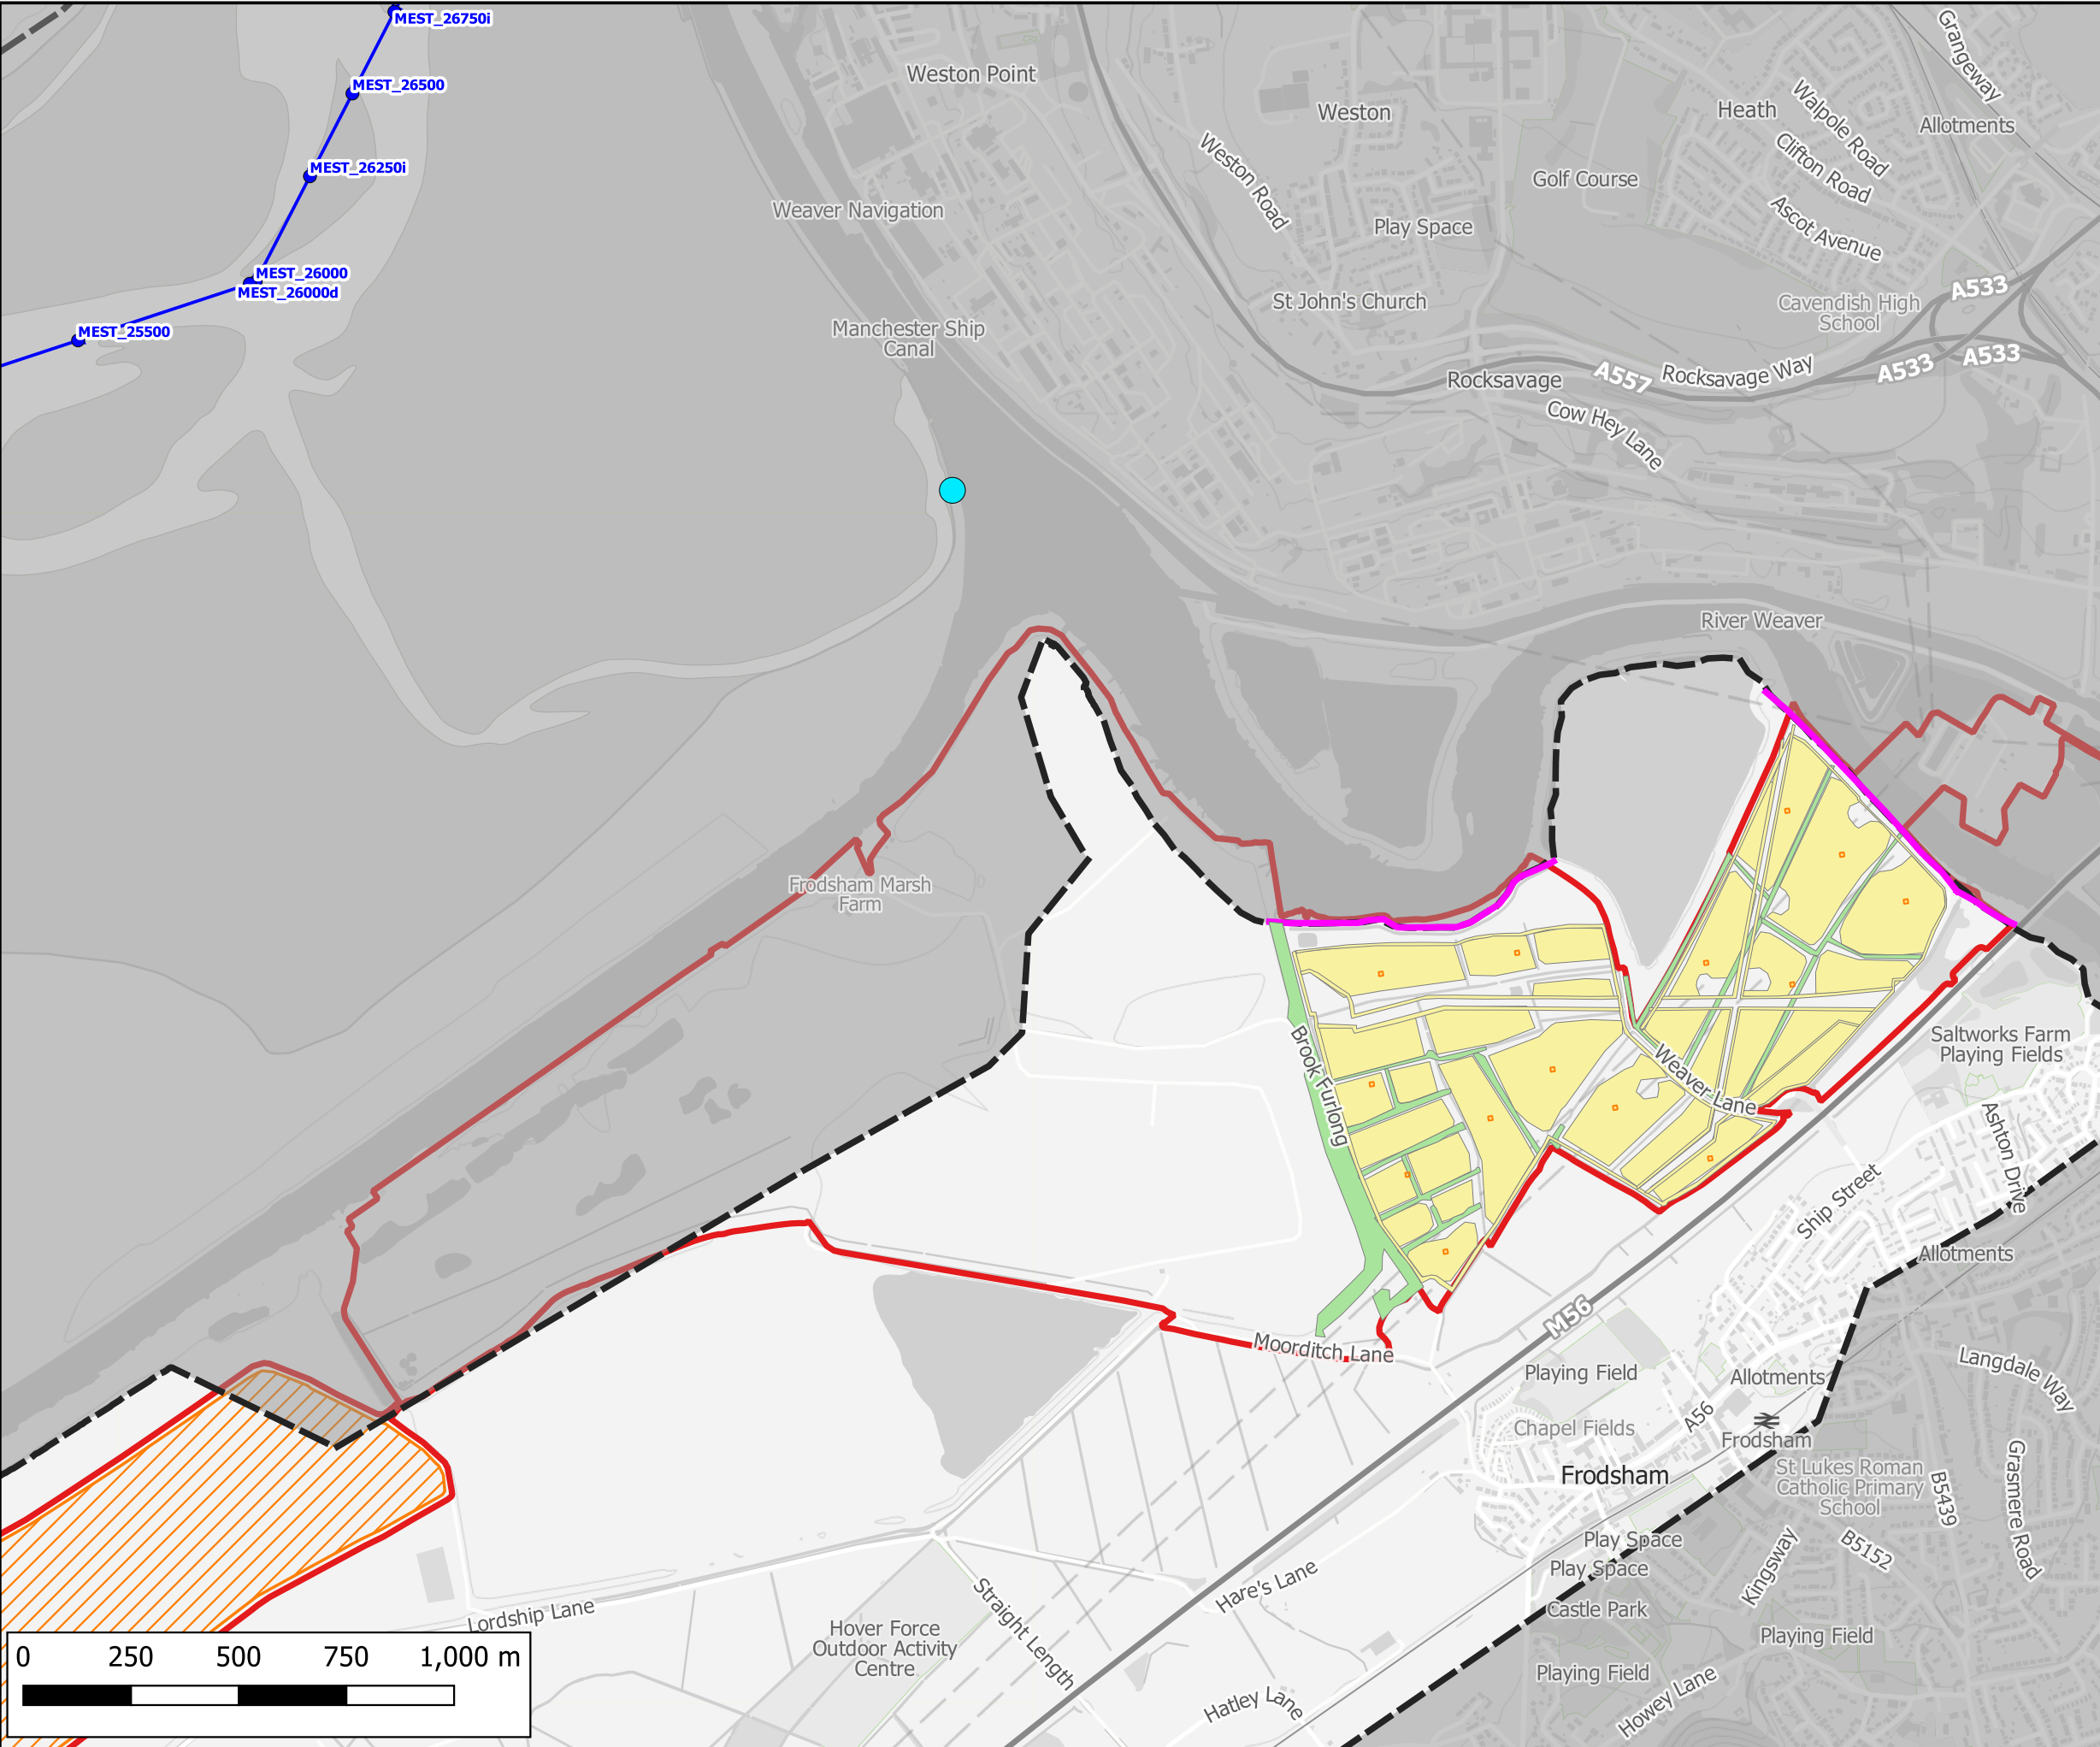 MEST_26750i
Grangeway
Weston Point
MEST_26500
Weston
Heath
Walpole Road
Allotments
Clifton Road
Weston Road
MEST_26250i
Golf Course
Weaver Navigation
Play Space
Ascot Avenue
MEST_26000
MEST_26000d
A533
St John's Church
Cavendish High
School
MEST_25500
Manchester Ship
Canal
A533
A533
Rocksavage
A557
Rocksavage Way
Cow Hey Lane
River Weaver
Frodsham Marsh
Farm
Saltworks Farm
Playing Fields
Brook Furlong
Weaver Lane
Ashton Drive
Ship Street
Allotments
M56
Moorditch Lane
Playing Field
Allotments
Langdale Way
A56
Chapel Fields
Frodsham
Frodsham
St Lukes Roman
Catholic Primary
School
B5439
Grasmere Road
Play Space
B5152
Kingsway
Play Space
Hare's Lane
Straight Length
Lordship Lane
Castle Park
Hover Force
Outdoor Activity
Centre
Playing Field
Playing Field
Hatley Lane
Howey Lane
0 250 500 750 1,000 m